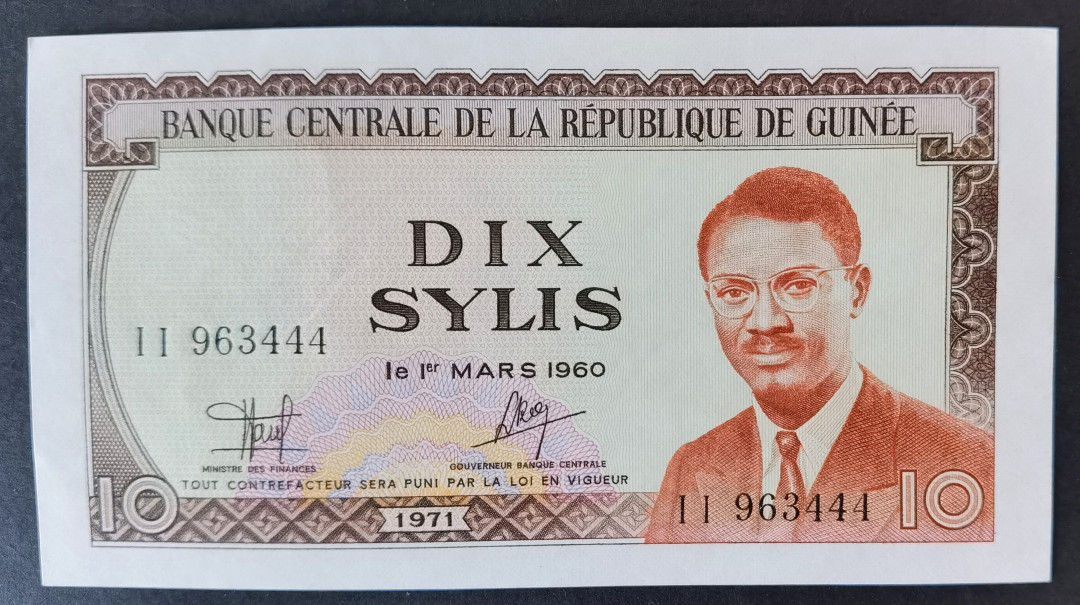 BANQUE CENTRALE DE LA RÉPUBLIQUE DE GUINÉE
DIX
SYLIS
II 963444
le 1er MARS 1960
MINISTRE DES FINANCES
GOUVERNEUR BANQUE CENTRALE
TOUT CONTREFACTEUR SERA PUNI PAR LA LOI EN VIGUEUR
10
1971
II 963444
10